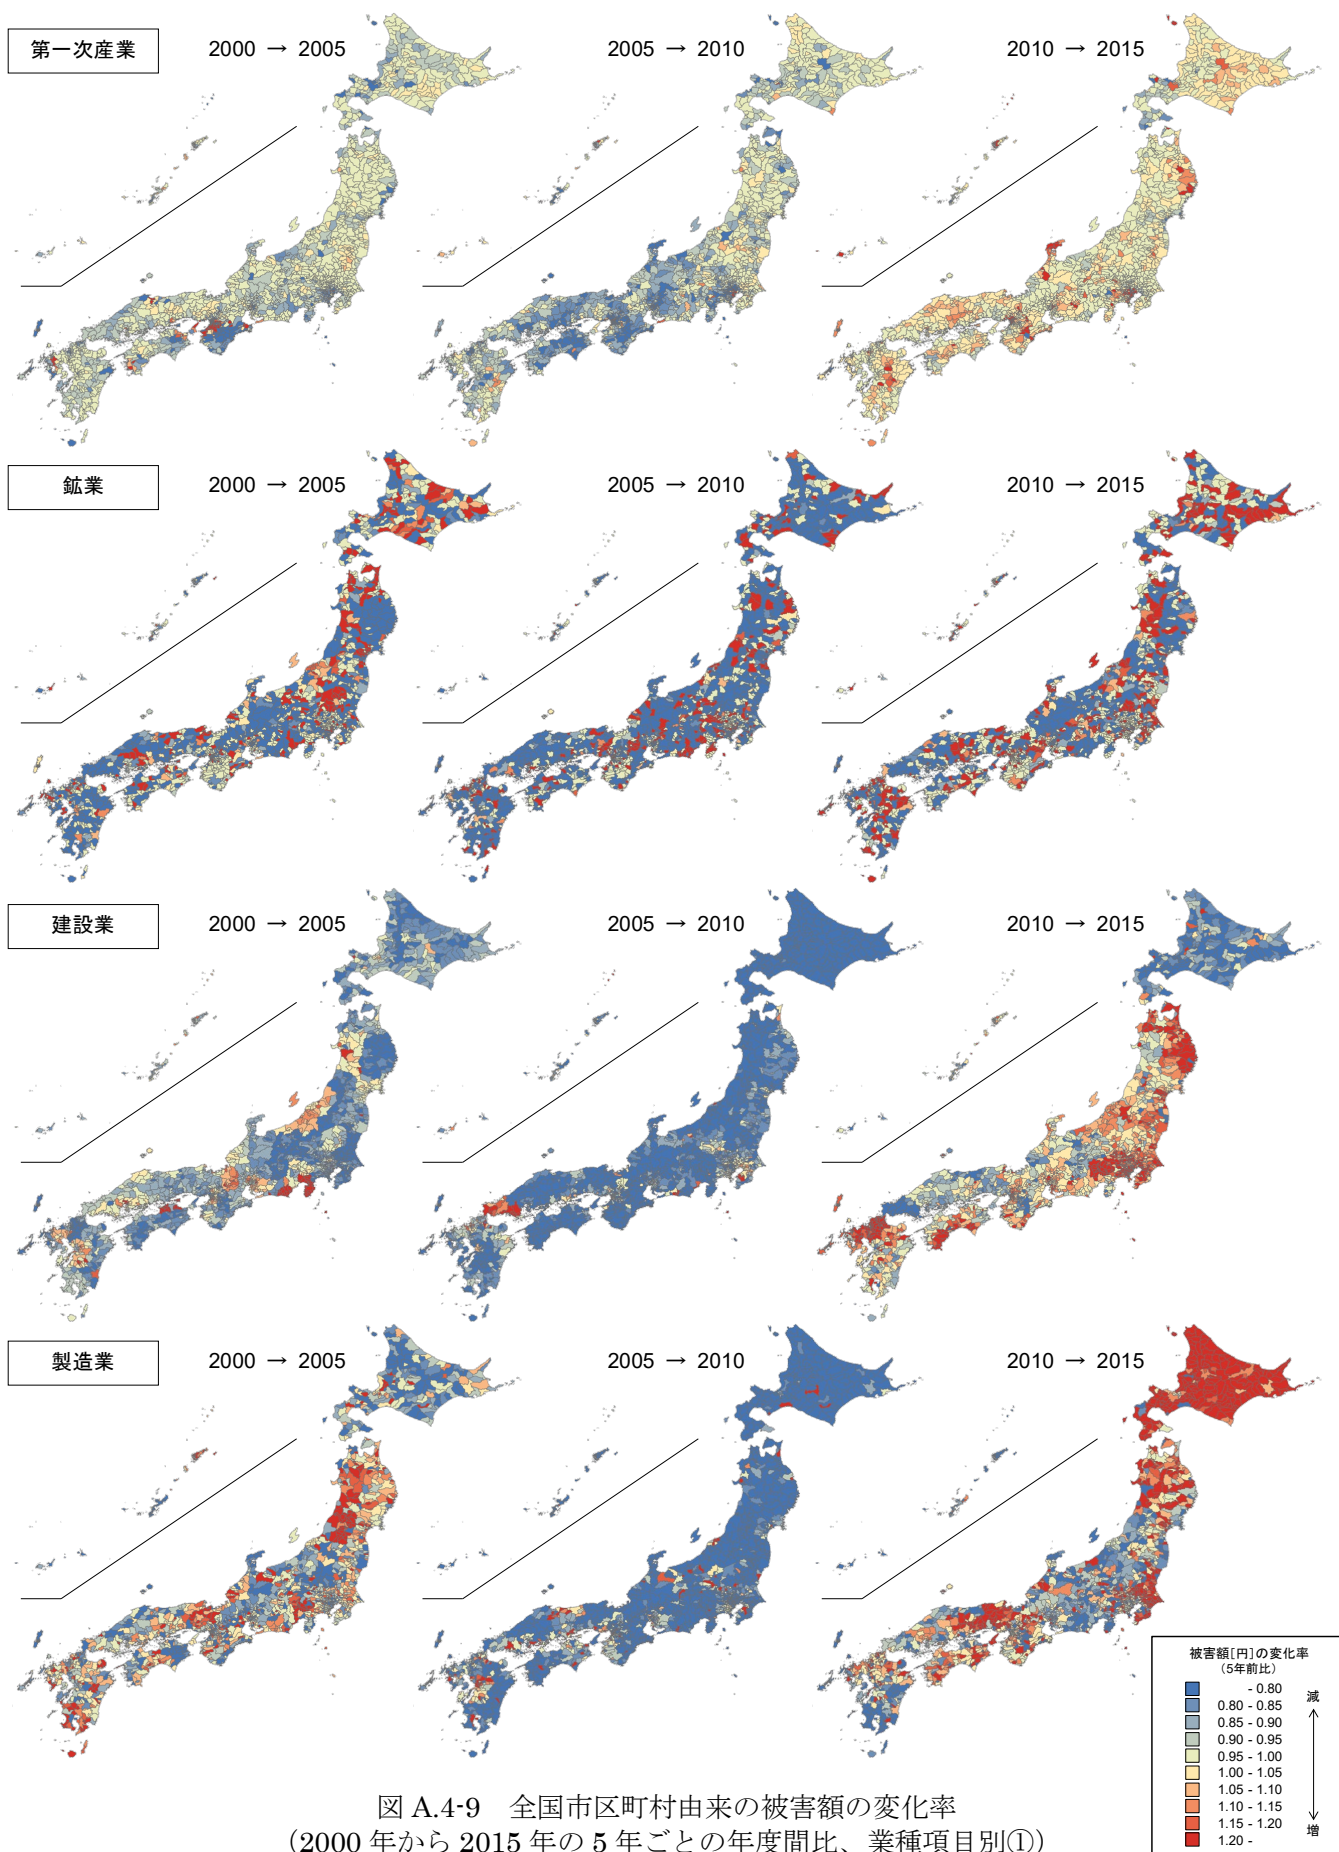 第一次産業
2000 → 2005
2005 → 2010
2010 → 2015
鉱業
2000 → 2005
2005 → 2010
2010 → 2015
建設業
2000 → 2005
2005 → 2010
2010 → 2015
製造業
2000 → 2005
2005 → 2010
2010 → 2015
被害額[円]の変化率
(5年前比)
- 0.80
0.80 - 0.85
0.85 - 0.90
0.90 - 0.95
0.95 - 1.00
1.00 - 1.05
1.05 - 1.10
1.10 - 1.15
1.15 - 1.20
1.20 -
減
増
図 A.4-9 全国市区町村由来の被害額の変化率
(2000 年から 2015 年の 5 年ごとの年度間比、業種項目別①)